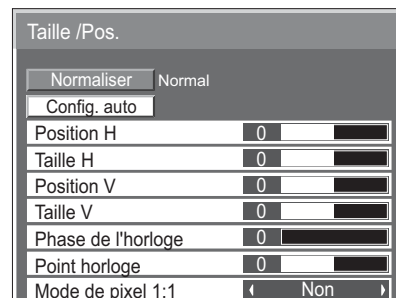 Taille /Pos.
Normaliser Normal
Config. auto
Position H 0
Taille H 0
Position V 0
Taille V 0
Phase de l'horloge 0
Point horloge 0
Mode de pixel 1:1 Non